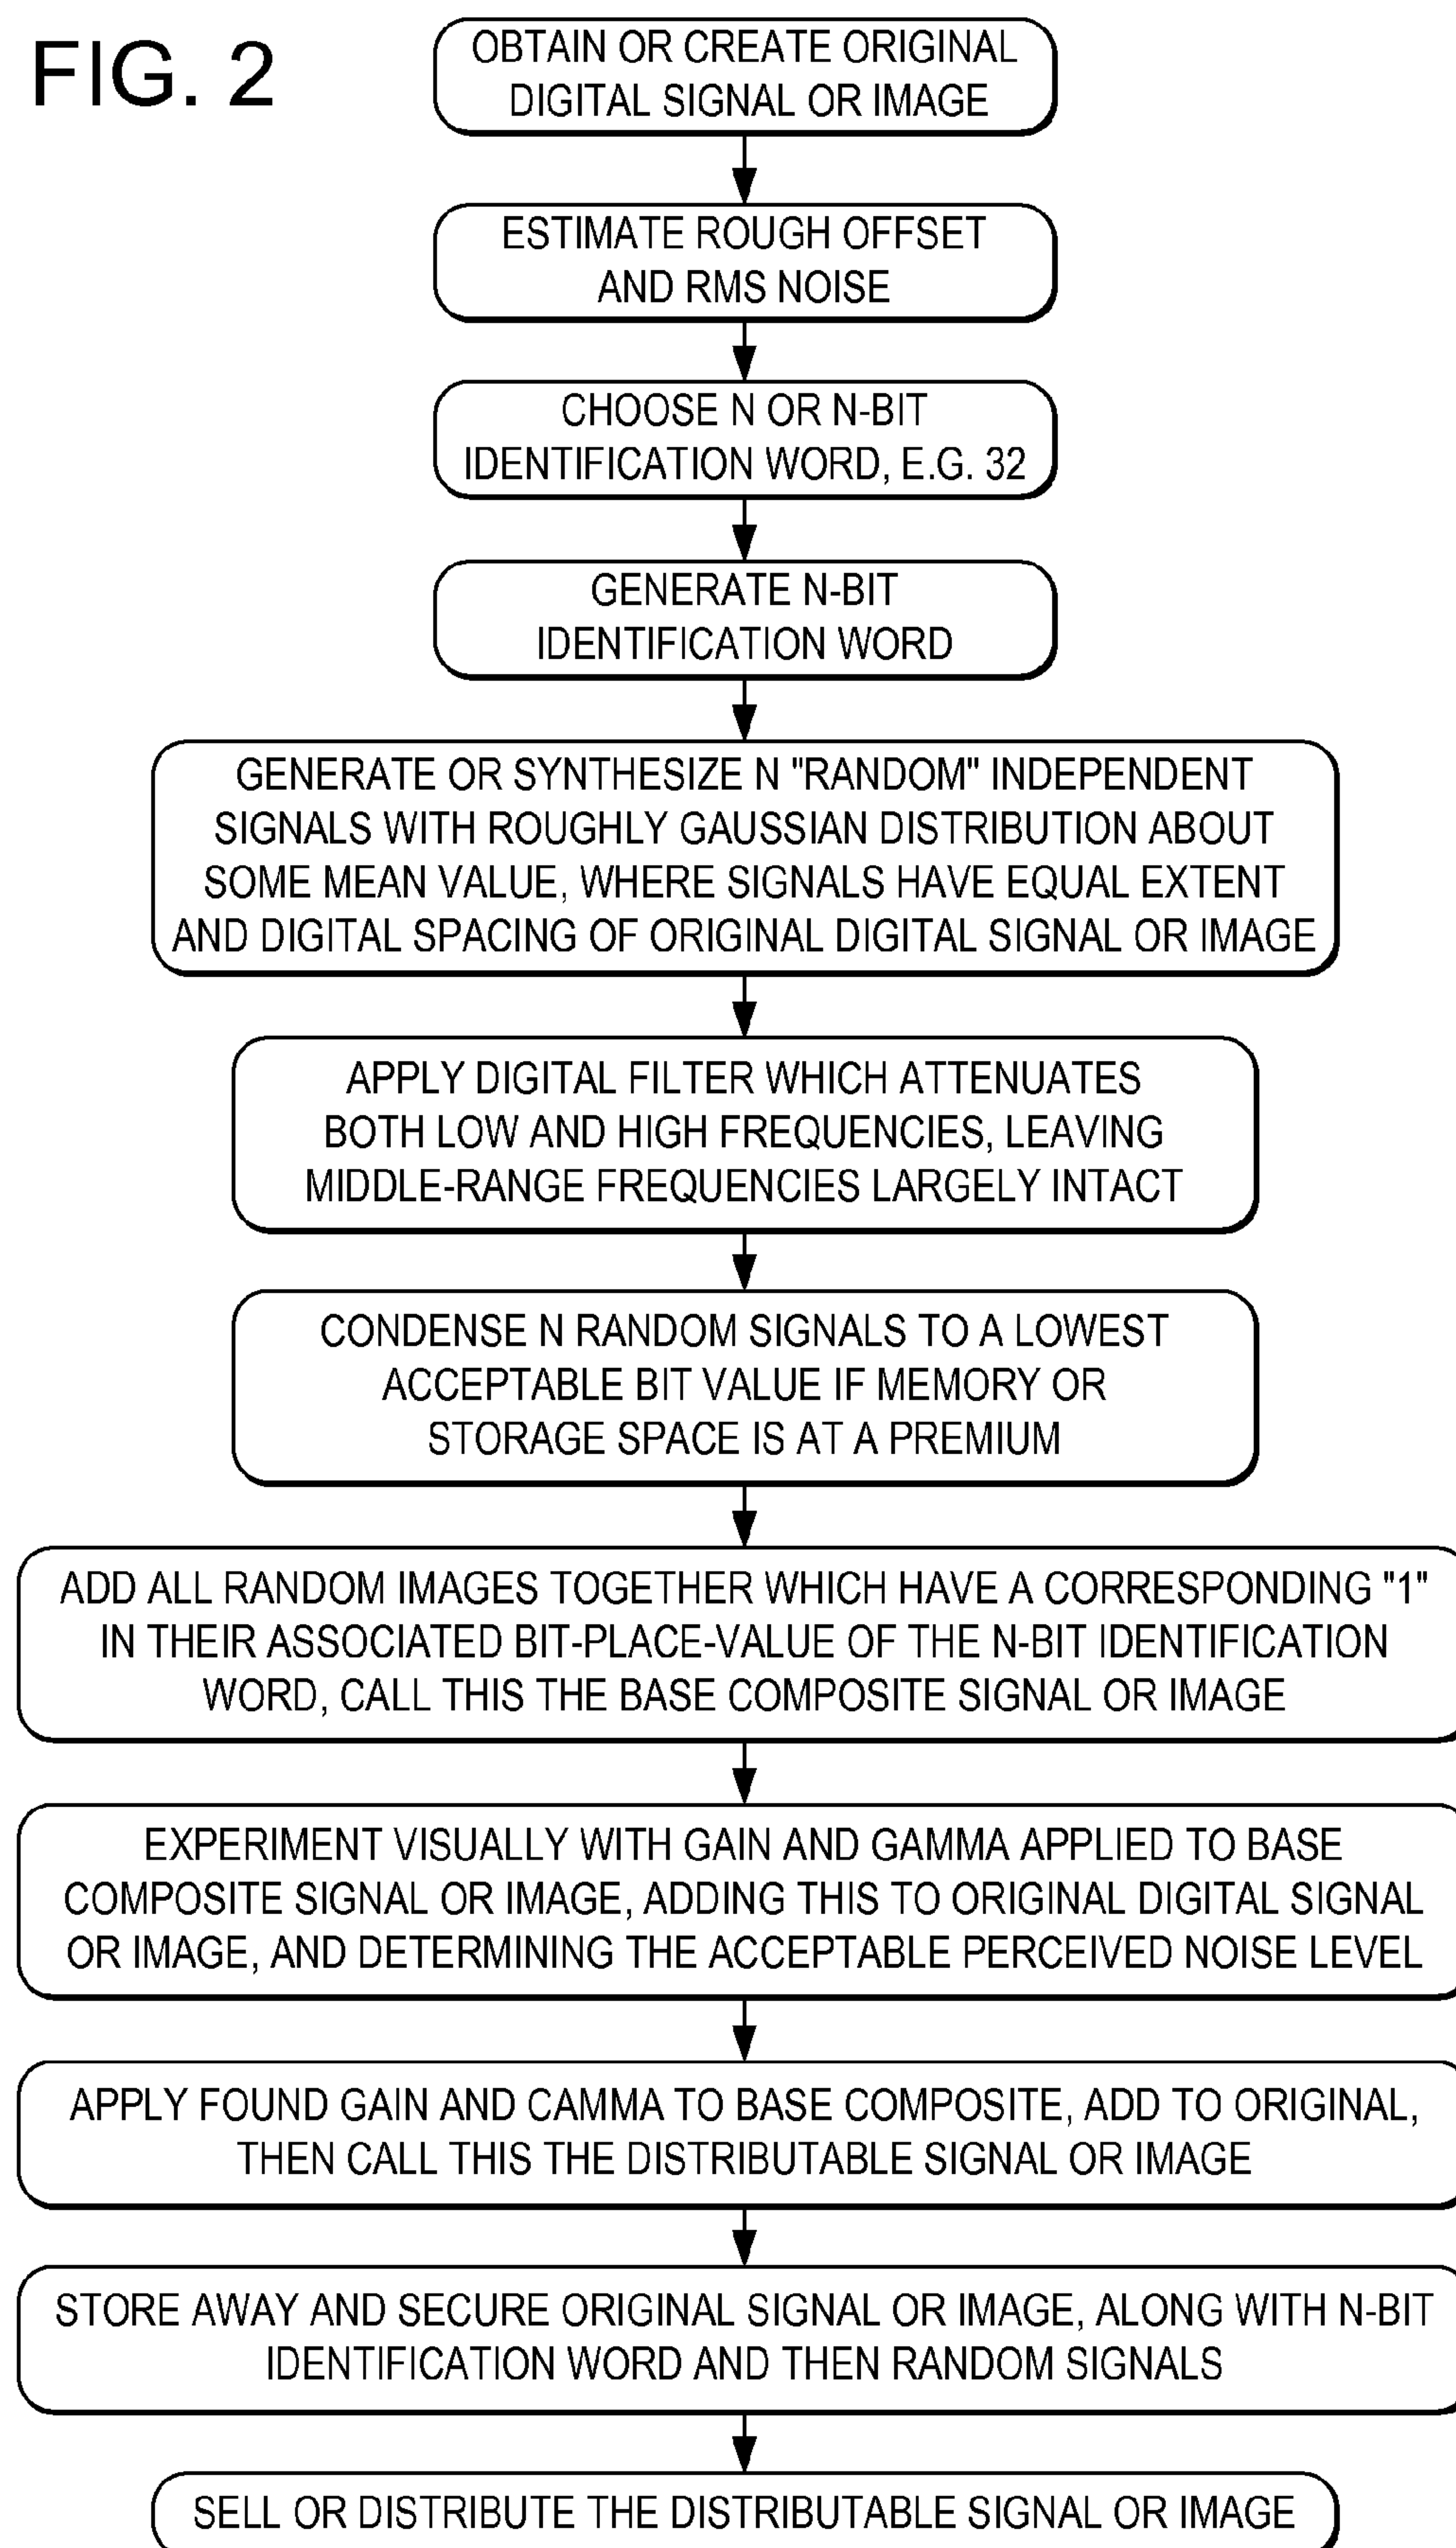 FIG. 2
OBTAIN OR CREATE ORIGINAL
DIGITAL SIGNAL OR IMAGE
ESTIMATE ROUGH OFFSET
AND RMS NOISE
CHOOSE N OR N-BIT
IDENTIFICATION WORD, E.G. 32
GENERATE N-BIT
IDENTIFICATION WORD
GENERATE OR SYNTHESIZE N "RANDOM" INDEPENDENT
SIGNALS WITH ROUGHLY GAUSSIAN DISTRIBUTION ABOUT
SOME MEAN VALUE, WHERE SIGNALS HAVE EQUAL EXTENT
AND DIGITAL SPACING OF ORIGINAL DIGITAL SIGNAL OR IMAGE
APPLY DIGITAL FILTER WHICH ATTENUATES
BOTH LOW AND HIGH FREQUENCIES, LEAVING
MIDDLE-RANGE FREQUENCIES LARGELY INTACT
CONDENSE N RANDOM SIGNALS TO A LOWEST
ACCEPTABLE BIT VALUE IF MEMORY OR
STORAGE SPACE IS AT A PREMIUM
ADD ALL RANDOM IMAGES TOGETHER WHICH HAVE A CORRESPONDING "1"
IN THEIR ASSOCIATED BIT-PLACE-VALUE OF THE N-BIT IDENTIFICATION
WORD, CALL THIS THE BASE COMPOSITE SIGNAL OR IMAGE
EXPERIMENT VISUALLY WITH GAIN AND GAMMA APPLIED TO BASE
COMPOSITE SIGNAL OR IMAGE, ADDING THIS TO ORIGINAL DIGITAL SIGNAL
OR IMAGE, AND DETERMINING THE ACCEPTABLE PERCEIVED NOISE LEVEL
APPLY FOUND GAIN AND CAMMA TO BASE COMPOSITE, ADD TO ORIGINAL,
THEN CALL THIS THE DISTRIBUTABLE SIGNAL OR IMAGE
STORE AWAY AND SECURE ORIGINAL SIGNAL OR IMAGE, ALONG WITH N-BIT
IDENTIFICATION WORD AND THEN RANDOM SIGNALS
SELL OR DISTRIBUTE THE DISTRIBUTABLE SIGNAL OR IMAGE